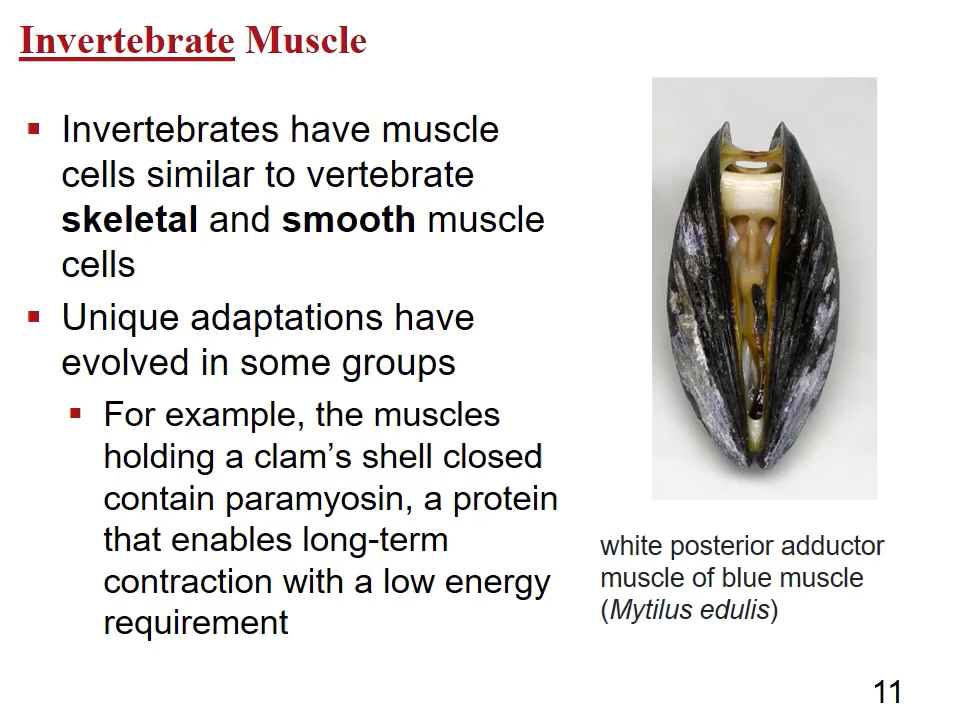 Invertebrate Muscle
Invertebrates have muscle
cells similar to vertebrate
skeletal and smooth muscle
cells
Unique adaptations have
evolved in some groups
For example, the muscles
holding a clam’s shell closed
contain paramyosin, a protein
that enables long-term
contraction with a low energy
requirement
white posterior adductor
muscle of blue muscle
(Mytilus edulis)
11